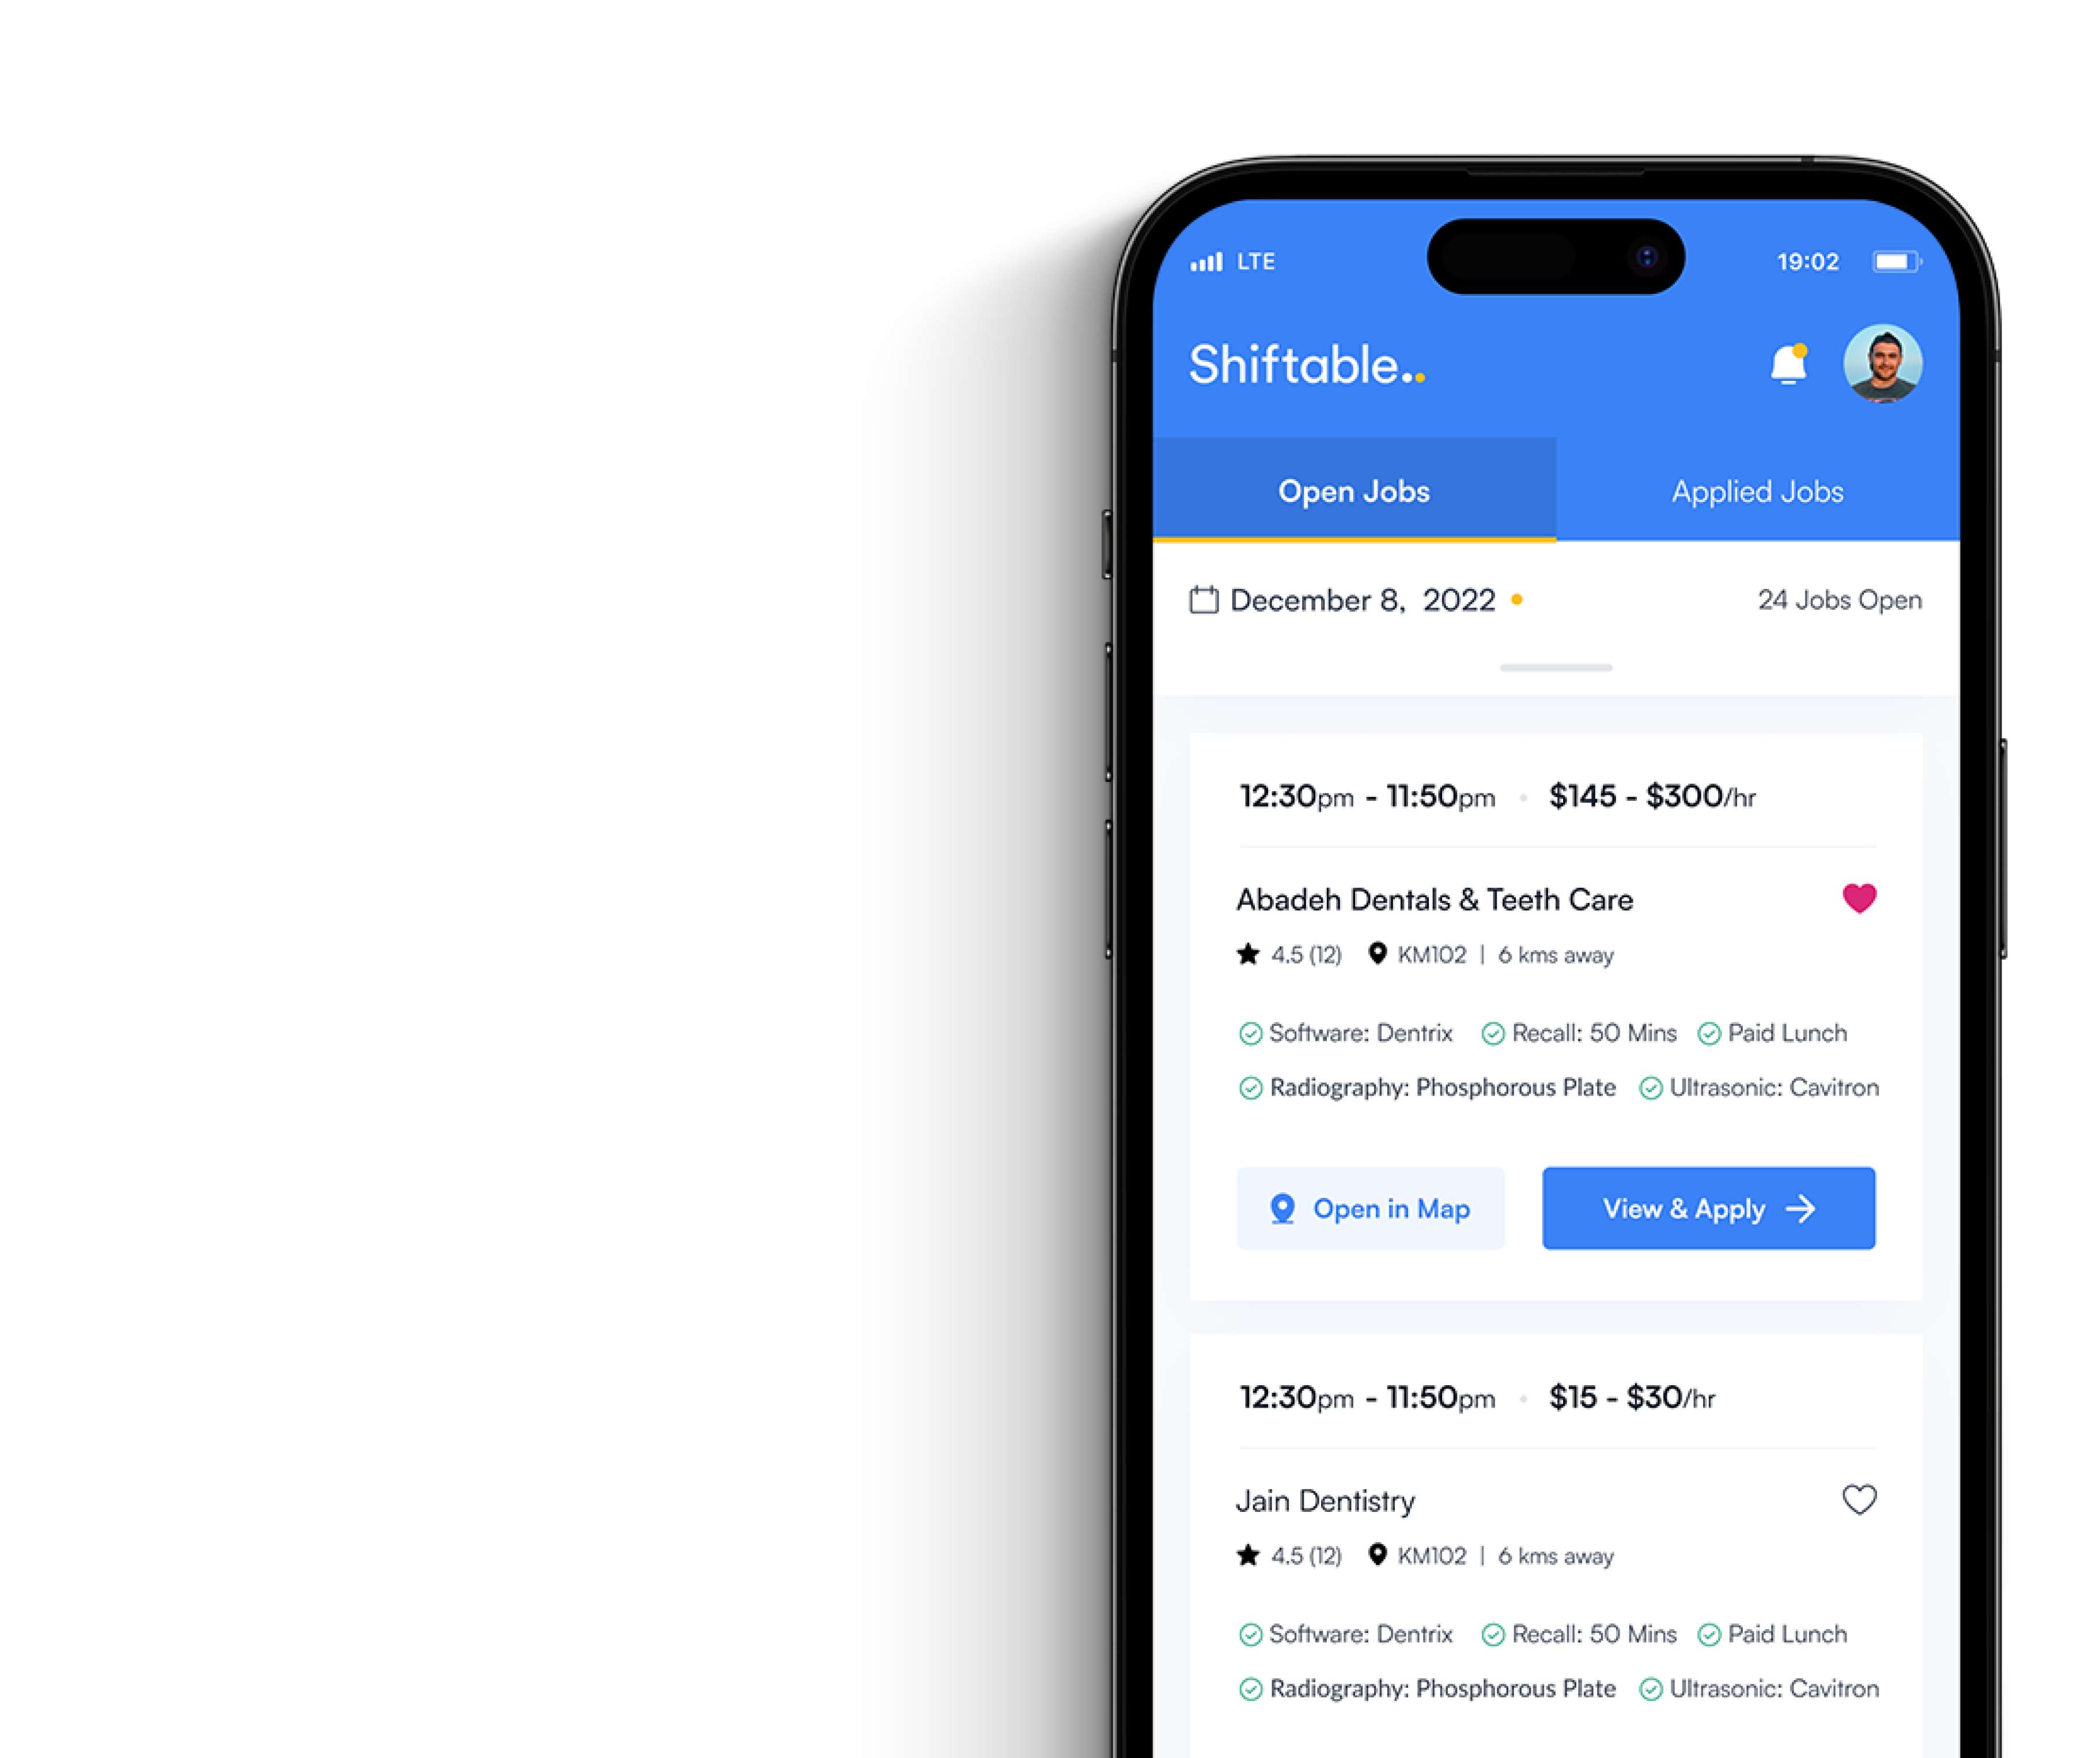 LTE 19:02
Shiftable..
Open Jobs Applied Jobs
December 8, 2022 24 Jobs Open
12:30pm - 11:50pm $145 - $300/hr
Abadeh Dentals & Teeth Care
4.5 (12) KM102 | 6 kms away
Software: Dentrix Recall: 50 Mins Paid Lunch
Radiography: Phosphorous Plate Ultrasonic: Cavitron
Open in Map View & Apply
12:30pm - 11:50pm $15 - $30/hr
Jain Dentistry
4.5 (12) KM102 | 6 kms away
Software: Dentrix Recall: 50 Mins Paid Lunch
Radiography: Phosphorous Plate Ultrasonic: Cavitron